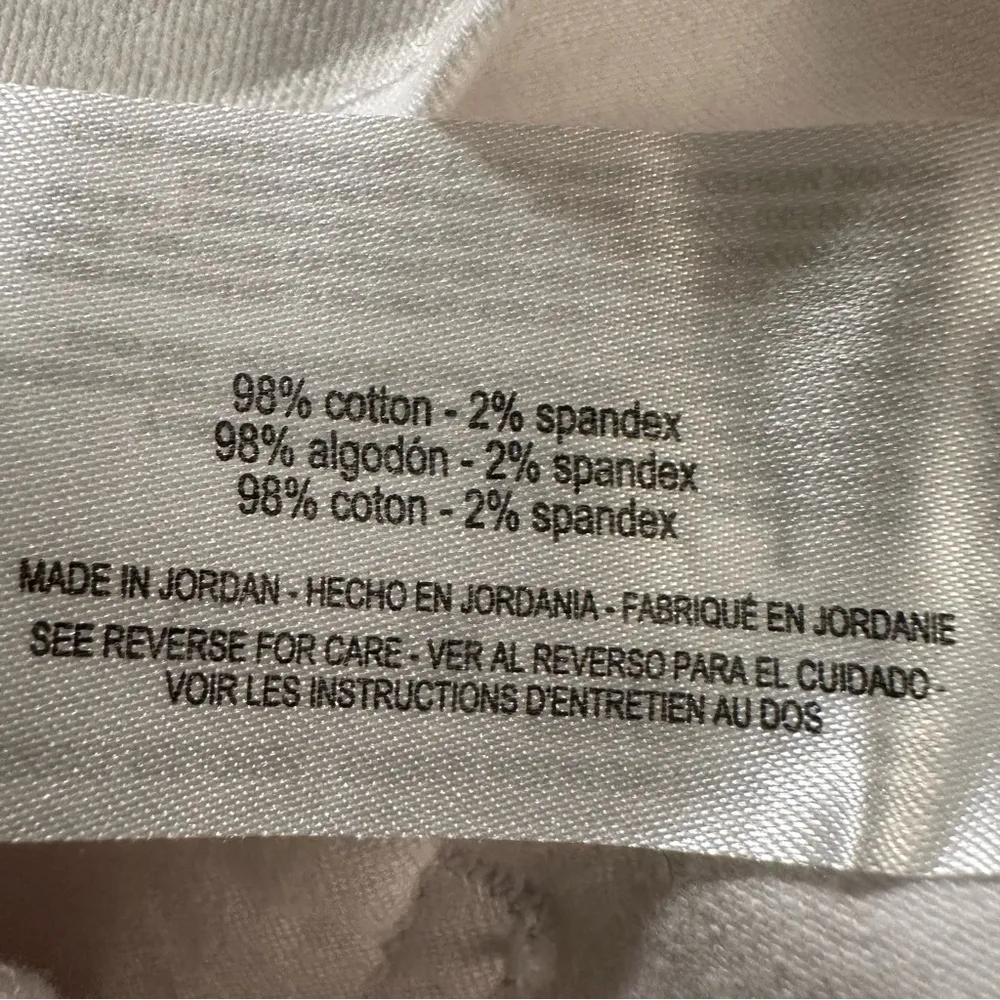 98% cotton - 2% spandex
98% algodón - 2% spandex
98% coton - 2% spandex
MADE IN JORDAN - HECHO EN JORDANIA - FABRIQUÉ EN JORDANIE
SEE REVERSE FOR CARE - VER AL REVERSO PARA EL CUIDADO -
VOIR LES INSTRUCTIONS D'ENTRETIEN AU DOS